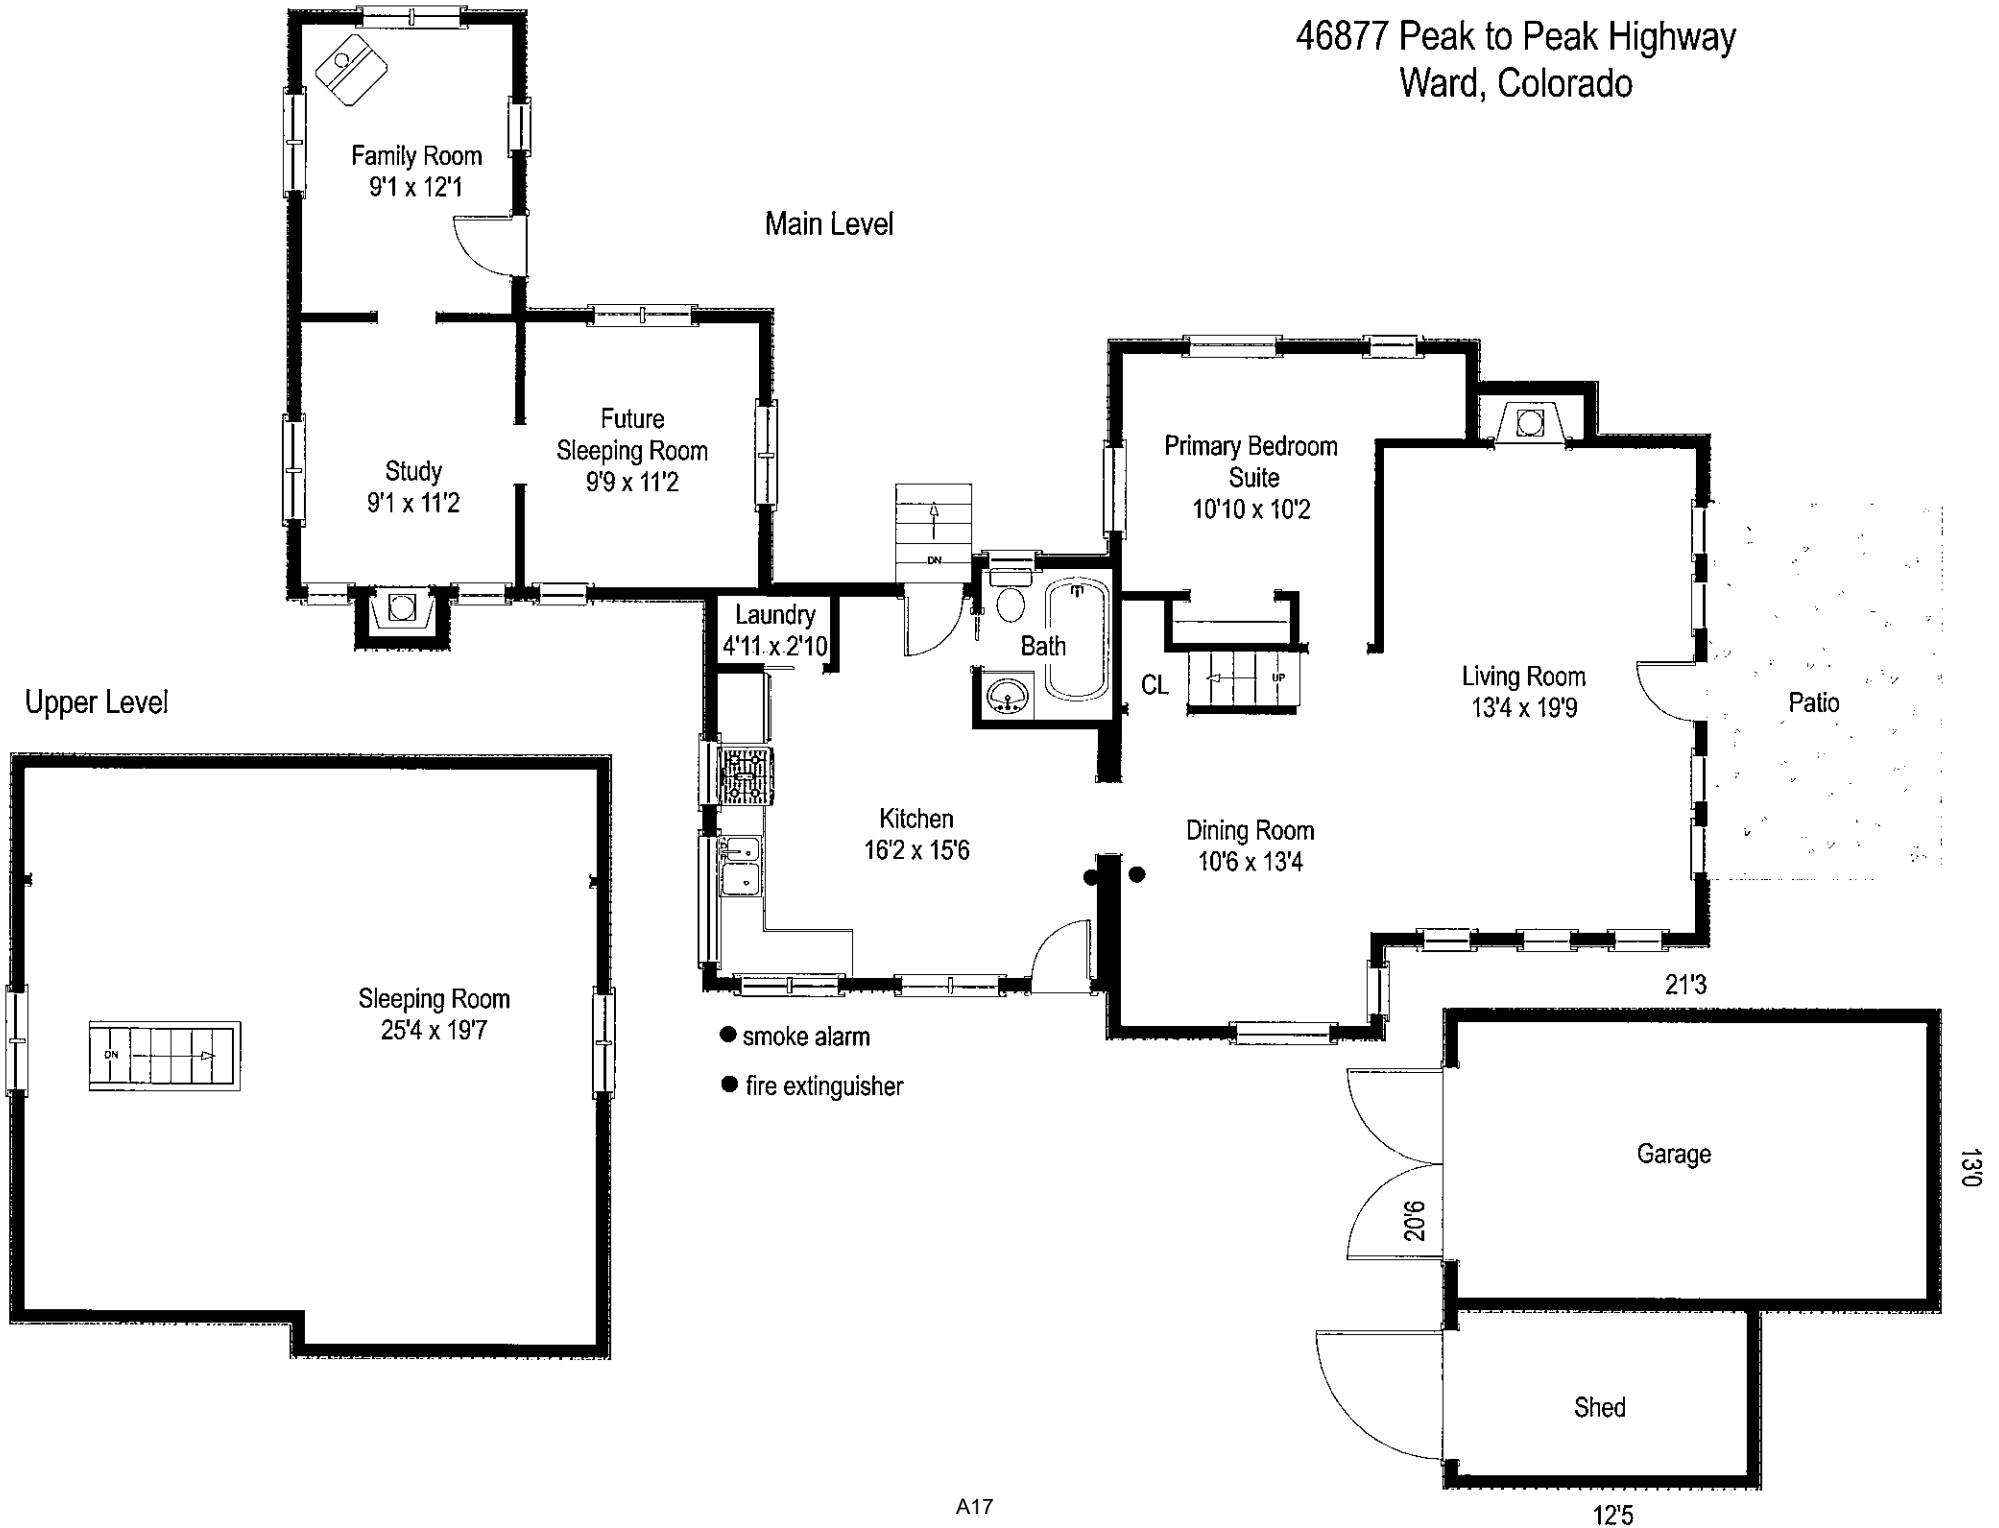 46877 Peak to Peak Highway
Ward, Colorado
Main Level
Family Room
9'1 x 12'1
Study
9'1 x 11'2
Future
Sleeping Room
9'9 x 11'2
DN
Primary Bedroom
Suite
10'10 x 10'2
Laundry
4'11 x 2'10
Bath
CL
UP
Living Room
13'4 x 19'9
Patio
Kitchen
16'2 x 15'6
Dining Room
10'6 x 13'4
smoke alarm
fire extinguisher
Upper Level
Sleeping Room
25'4 x 19'7
DN
21'3
Garage
13'0
20'6
Shed
12'5
A17